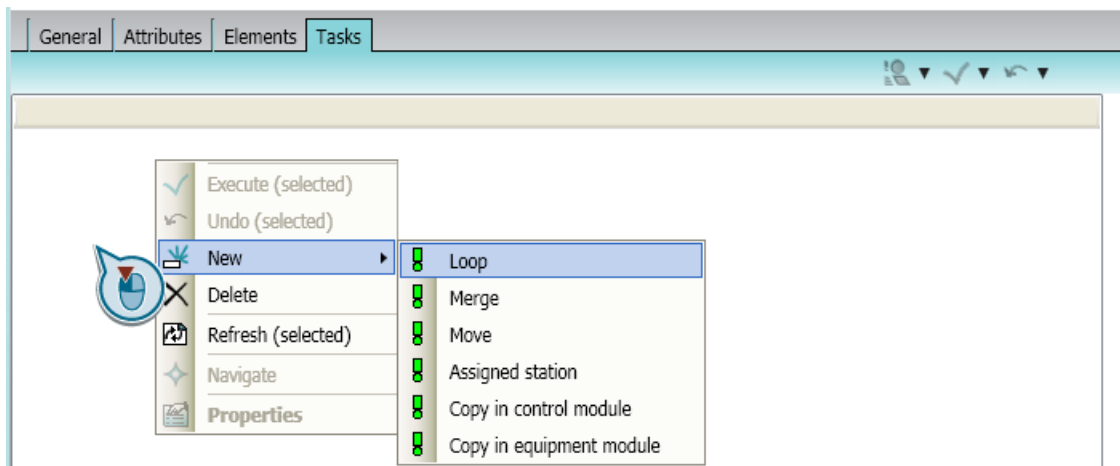 General Attributes Elements Tasks
Execute (selected)
Undo (selected)
New
Loop
Delete
Merge
Refresh (selected)
Move
Navigate
Assigned station
Properties
Copy in control module
Copy in equipment module